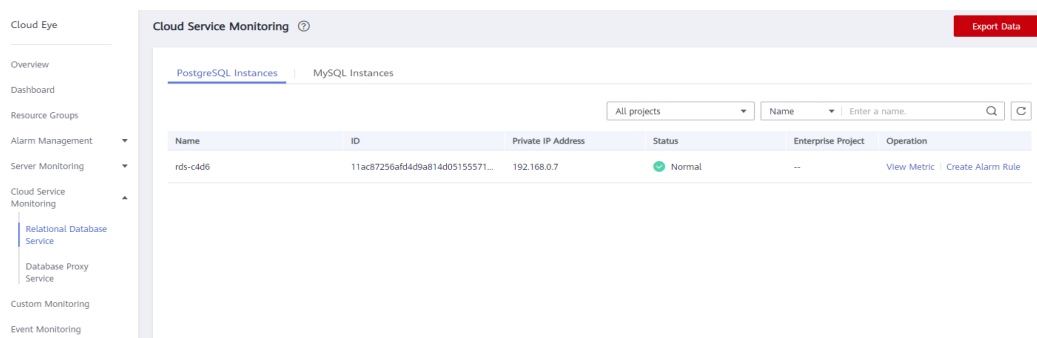 Cloud Eye
Overview
Dashboard
Resource Groups
Alarm Management
Server Monitoring
Cloud Service
Monitoring
Relational Database
Service
Database Proxy
Service
Custom Monitoring
Event Monitoring
Cloud Service Monitoring ?
Export Data
PostgreSQL Instances MySQL Instances
All projects Name Enter a name.
Name ID Private IP Address Status Enterprise Project Operation
rds-c4d6 11ac87256afd4d9a814d05155571... 192.168.0.7 Normal -- View Metric Create Alarm Rule